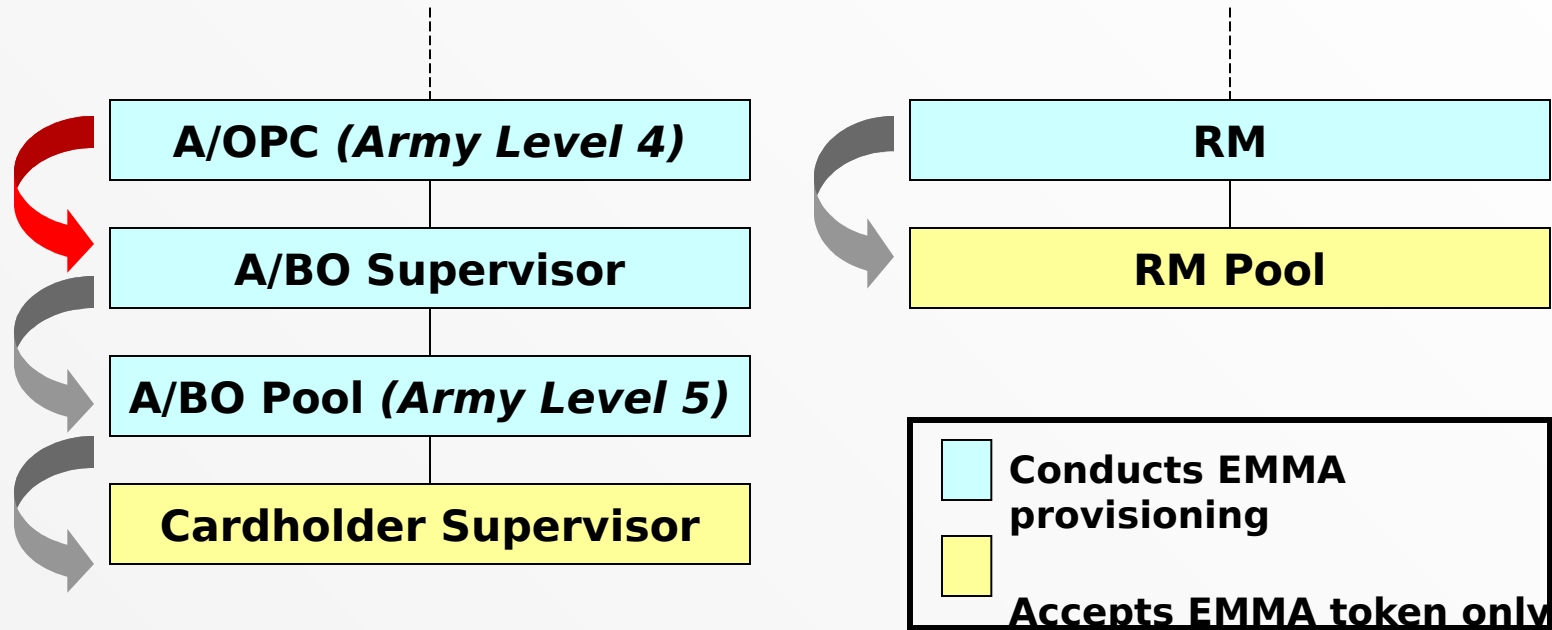 A/OPC (Army Level 4)
A/BO Supervisor
A/BO Pool (Army Level 5)
Cardholder Supervisor
RM
RM Pool
Conducts EMMA
provisioning
Accepts EMMA token only